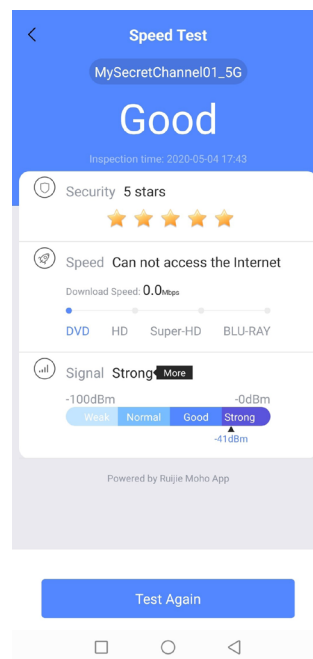 Speed Test
MySecretChannel01_5G
Good
Inspection time: 2020-05-04 17:43
Security 5 stars
Speed Can not access the Internet
Download Speed: 0.0Mbps
DVD HD Super-HD BLU-RAY
Signal Strong More
-100dBm -0dBm
Weak Normal Good Strong
-41dBm
Powered by Ruijie Moho App
Test Again